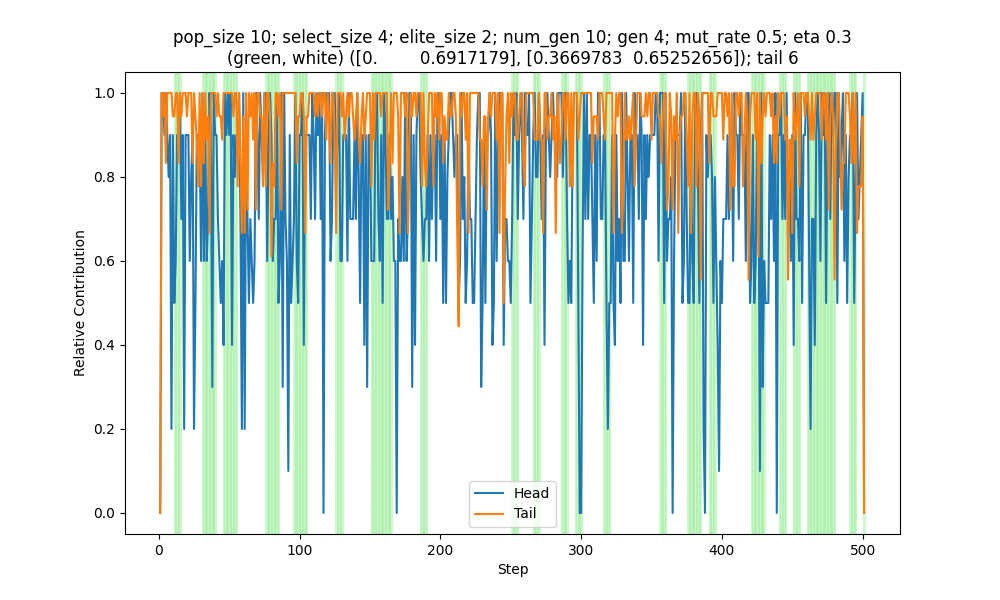 pop_size 10; select_size 4; elite_size 2; num_gen 10; gen 4; mut_rate 0.5; eta 0.3
(green, white) ([0.        0.6917179], [0.3669783  0.65252656]); tail 6
1.0
0.8
0.6
0.4
0.2
0.0
Relative Contribution
Head
Tail
0
100
200
300
400
500
Step